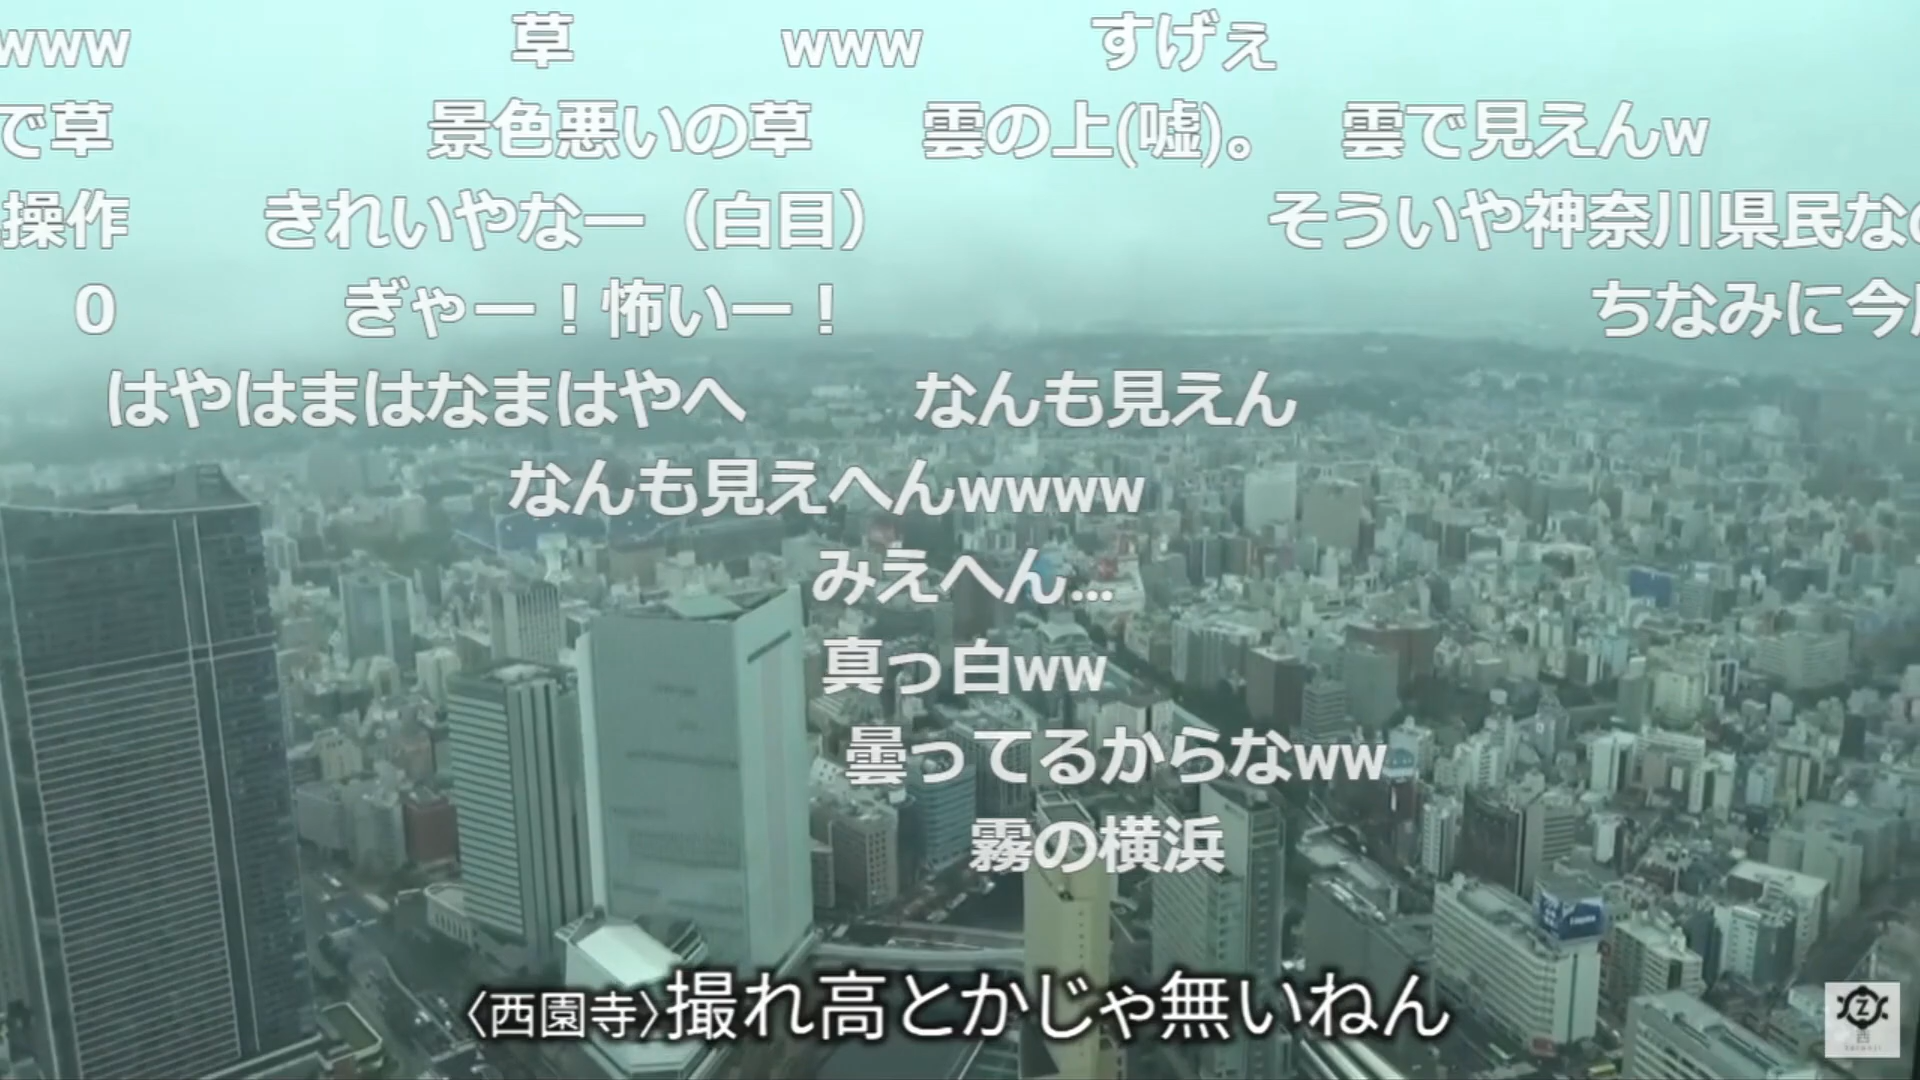 www 草 www すげぇ
で草 景色悪いの草 雲の上(嘘)。 雲で見えんw
操作 きれいやなー（白目） そういや神奈川県民な
0 ぎゃー！怖いー！ ちなみに今
はやはまはなまはやへ なんも見えん
なんも見えへんwwww
みえへん...
真っ白ww
曇ってるからなww
霧の横浜
〈西園寺〉撮れ高とかじゃ無いねん
Z